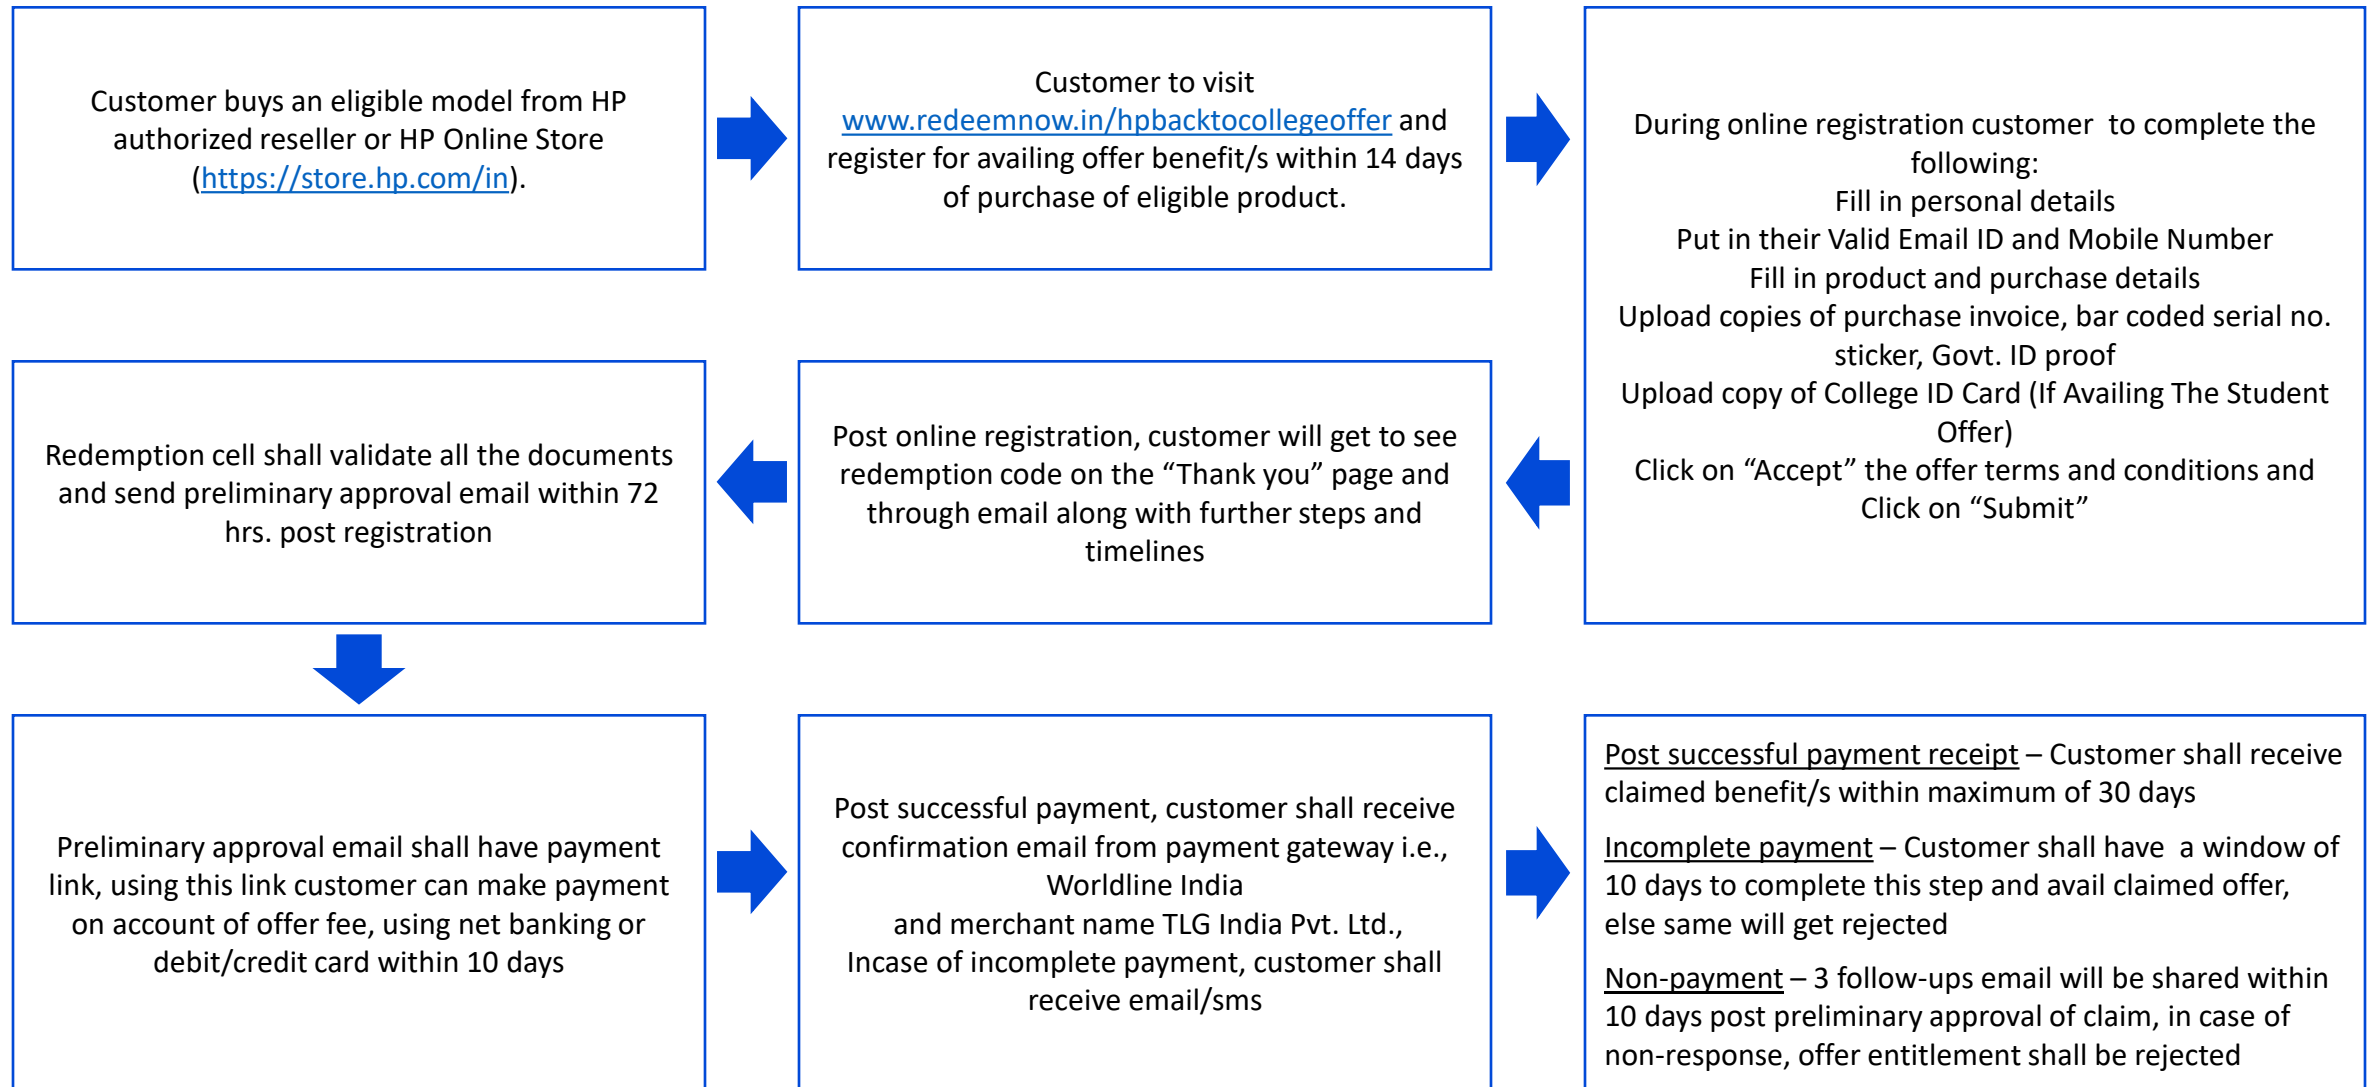 Customer buys an eligible model from HP
authorized reseller or HP Online Store
(https://store.hp.com/in).
Customer to visit
www.redeemnow.in/hpbacktocollegeoffer and
register for availing offer benefit/s within 14 days
of purchase of eligible product.
During online registration customer  to complete the
following:
Fill in personal details
Put in their Valid Email ID and Mobile Number
Fill in product and purchase details
Upload copies of purchase invoice, bar coded serial no.
sticker, Govt. ID proof
Upload copy of College ID Card (If Availing The Student
Offer)
Click on “Accept” the offer terms and conditions and
Click on “Submit”
Post online registration, customer will get to see
redemption code on the “Thank you” page and
through email along with further steps and
timelines
Redemption cell shall validate all the documents
and send preliminary approval email within 72
hrs. post registration
Preliminary approval email shall have payment
link, using this link customer can make payment
on account of offer fee, using net banking or
debit/credit card within 10 days
Post successful payment, customer shall receive
confirmation email from payment gateway i.e.,
Worldline India
and merchant name TLG India Pvt. Ltd.,
Incase of incomplete payment, customer shall
receive email/sms
Post successful payment receipt – Customer shall receive
claimed benefit/s within maximum of 30 days
Incomplete payment – Customer shall have  a window of
10 days to complete this step and avail claimed offer,
else same will get rejected
Non-payment – 3 follow-ups email will be shared within
10 days post preliminary approval of claim, in case of
non-response, offer entitlement shall be rejected